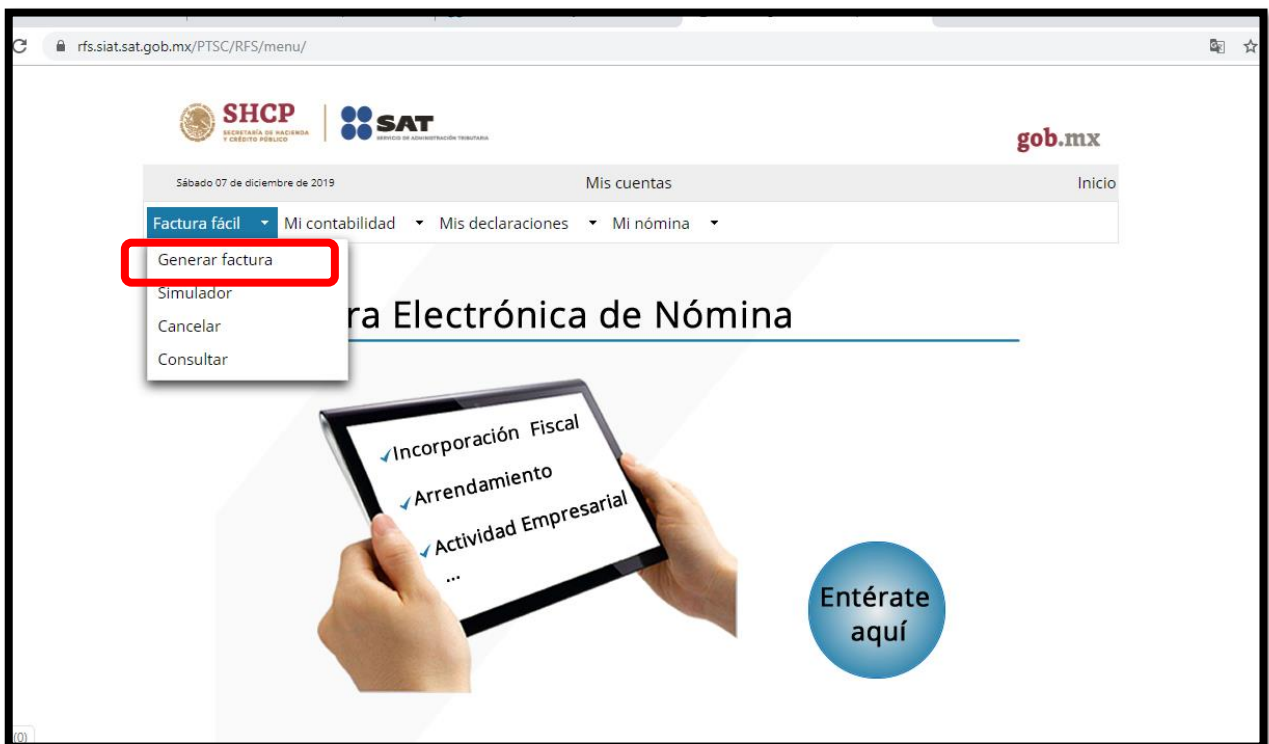 rfs.siat.sat.gob.mx/PTSC/RFS/menu/
SHCP
SECRETARÍA DE HACIENDA
Y CRÉDITO PÚBLICO
SAT
SERVICIO DE ADMINISTRACIÓN TRIBUTARIA
gob.mx
Sábado 07 de diciembre de 2019 Mis cuentas Inicio
Factura fácil Mi contabilidad Mis declaraciones Mi nómina
Generar factura
Simulador
Cancelar
Consultar
ra Electrónica de Nómina
Incorporación Fiscal
Arrendamiento
Actividad Empresarial
...
Entérate
aquí
(0)